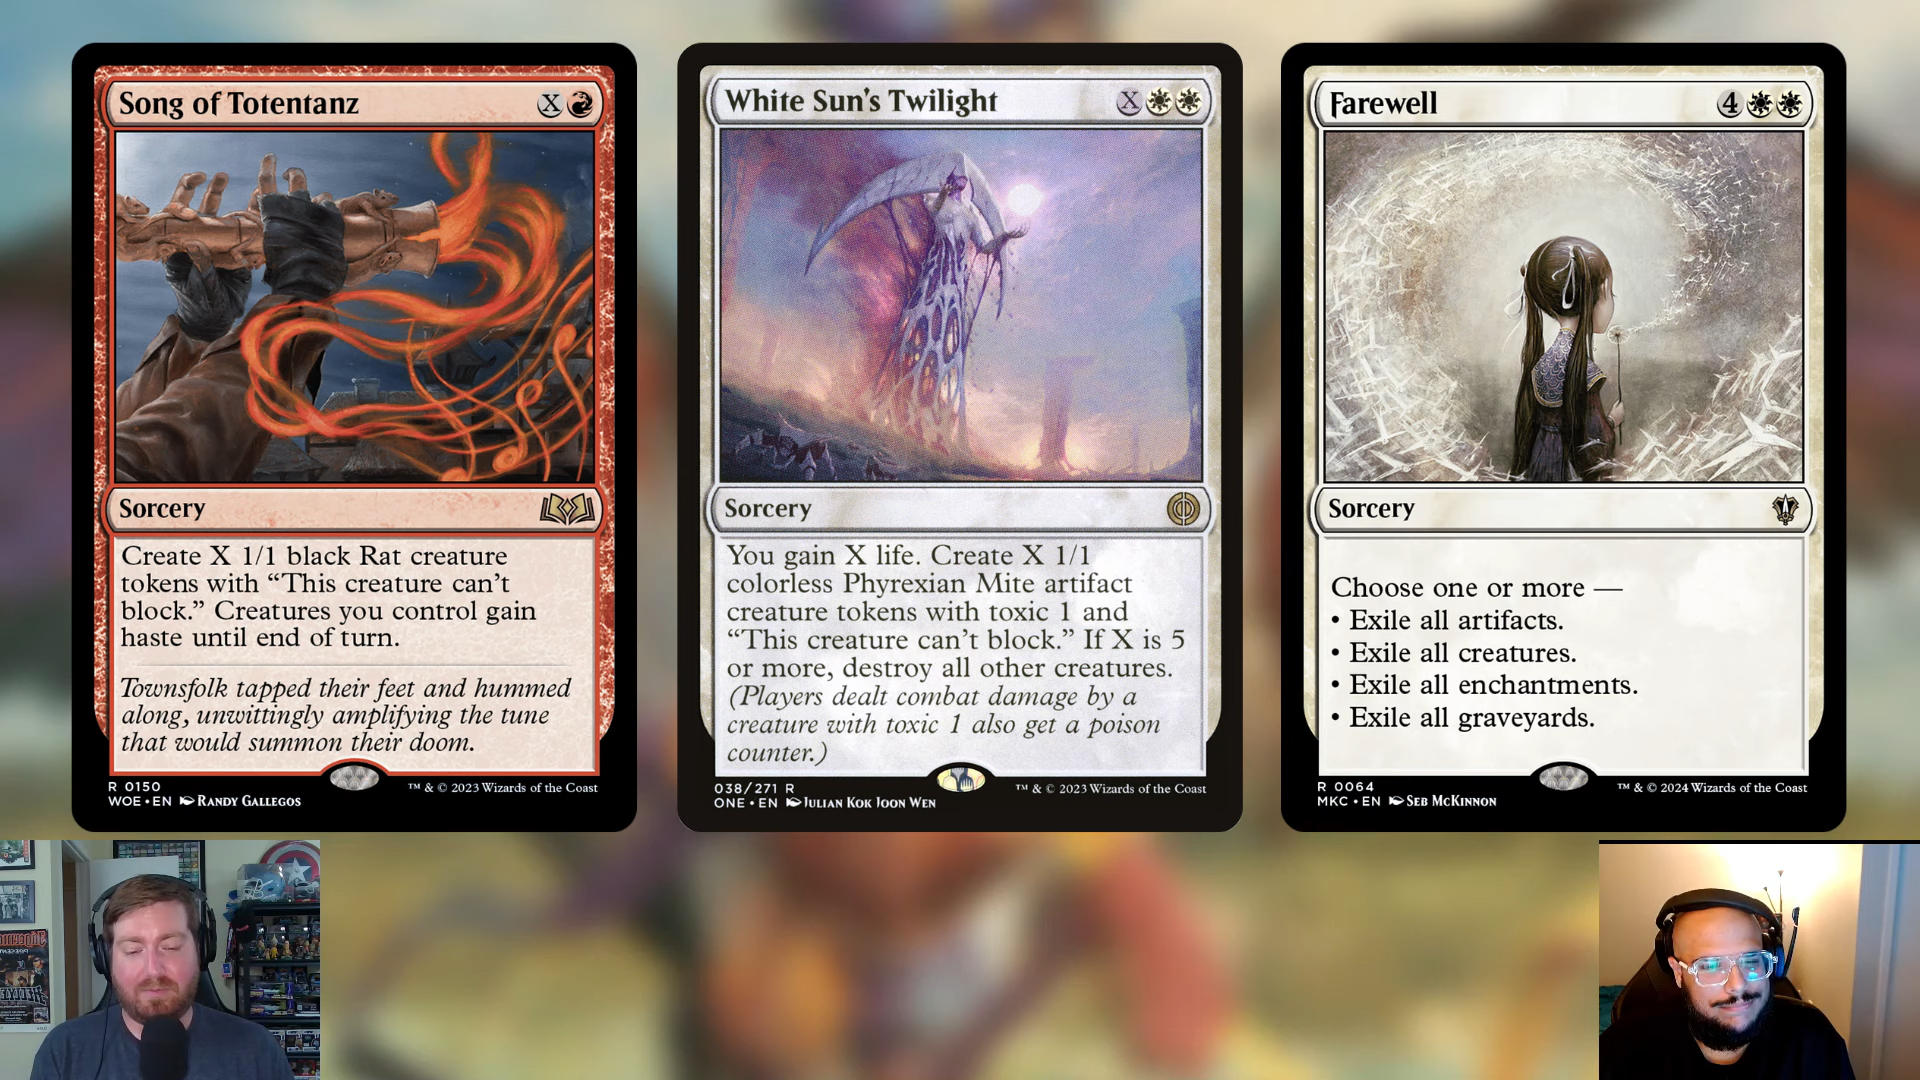 Song of Totentanz
X
Sorcery
Create X 1/1 black Rat creature
tokens with “This creature can’t
block.” Creatures you control gain
haste until end of turn.
Townsfolk tapped their feet and hummed
along, unwittingly amplifying the tune
that would summon their doom.
R 0150
WOE • EN RANDY GALLEGOS
™ & © 2023 Wizards of the Coast
White Sun's Twilight
X
Sorcery
You gain X life. Create X 1/1
colorless Phyrexian Mite artifact
creature tokens with toxic 1 and
“This creature can’t block.” If X is 5
or more, destroy all other creatures.
(Players dealt combat damage by a
creature with toxic 1 also get a poison
counter.)
038/271 R
ONE • EN JULIAN KOK JOON WEN
™ & © 2023 Wizards of the Coast
Farewell
4
Sorcery
Choose one or more —
• Exile all artifacts.
• Exile all creatures.
• Exile all enchantments.
• Exile all graveyards.
R 0064
MKC • EN SEB MCKINNON
™ & © 2024 Wizards of the Coast